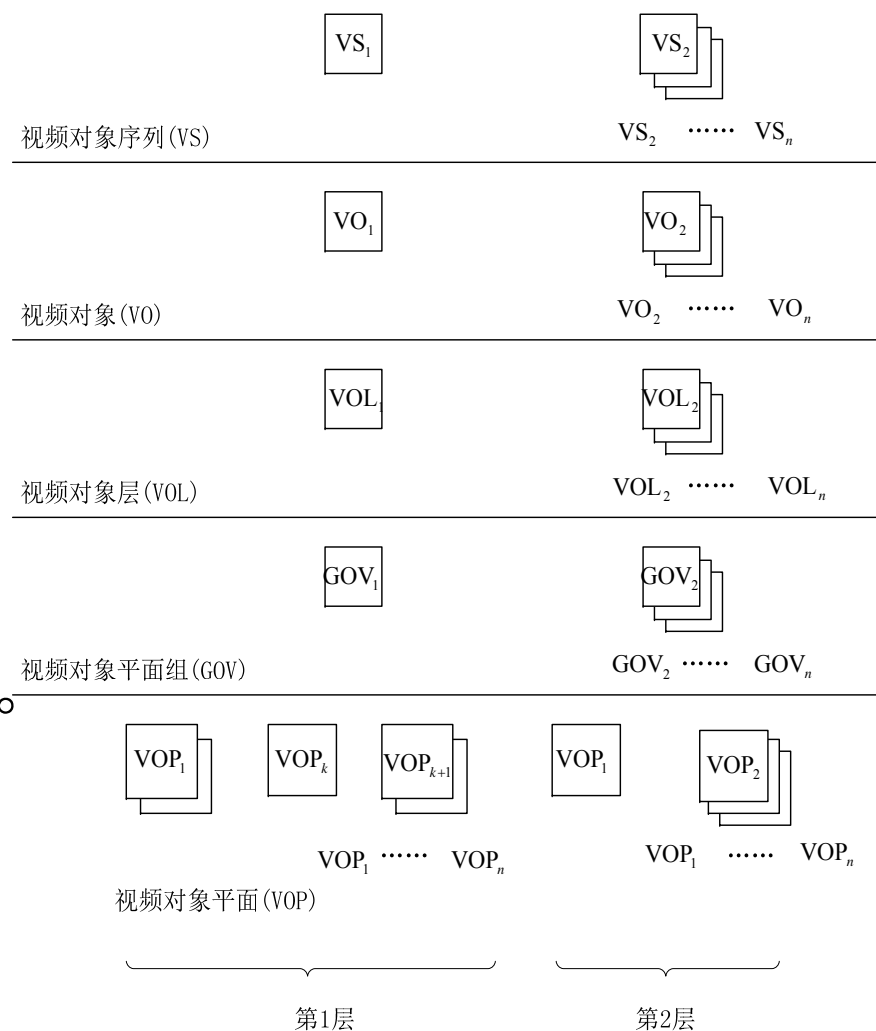 VS₁ VS₂
视频对象序列(VS) VS₂ …… VSₙ
VO₁ VO₂
视频对象(VO) VO₂ …… VOₙ
VOL₁ VOL₂
视频对象层(VOL) VOL₂ …… VOLₙ
GOV₁ GOV₂
视频对象平面组(GOV) GOV₂ …… GOVₙ
VOP₁ VOPₖ VOPₖ₊₁ VOP₁ VOP₂
VOP₁ …… VOPₙ VOP₁ …… VOPₙ
视频对象平面(VOP)
第1层 第2层